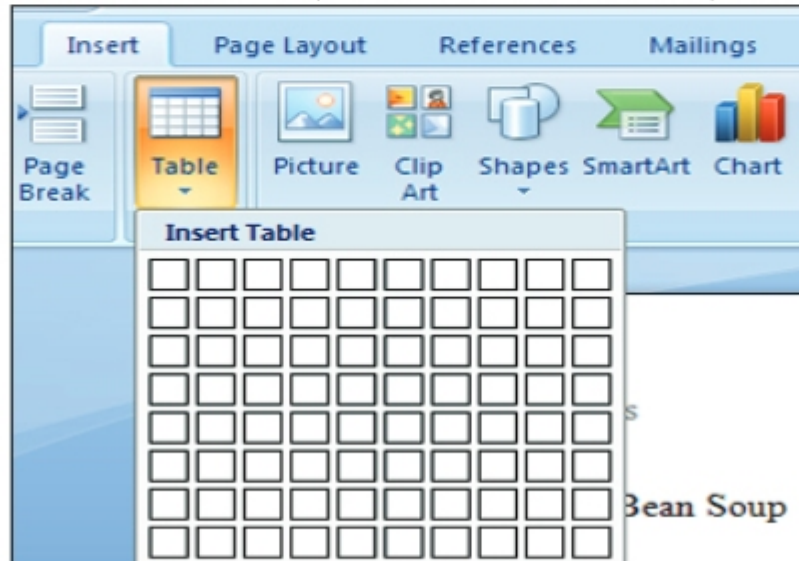 Insert Page Layout References Mailings
Page Break
Table
Picture
Clip Art
Shapes
SmartArt
Chart
Insert Table
s
Bean Soup